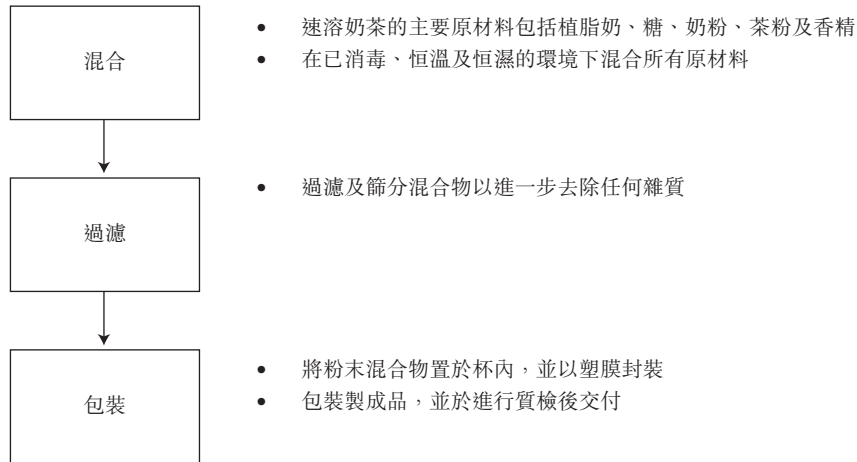 混合
• 速溶奶茶的主要原材料包括植脂奶、糖、奶粉、茶粉及香精
• 在已消毒、恒溫及恒濕的環境下混合所有原材料
過濾
• 過濾及篩分混合物以進一步去除任何雜質
包裝
• 將粉末混合物置於杯內，並以塑膜封裝
• 包裝製成品，並於進行質檢後交付